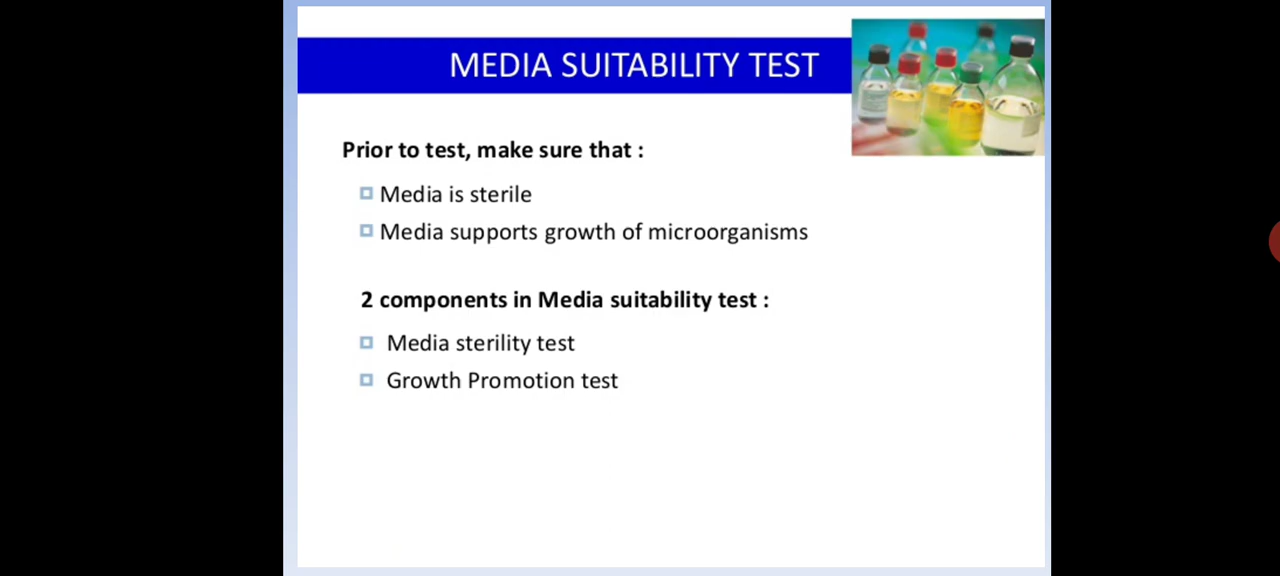 MEDIA SUITABILITY TEST
Prior to test, make sure that :
Media is sterile
Media supports growth of microorganisms
2 components in Media suitability test :
Media sterility test
Growth Promotion test